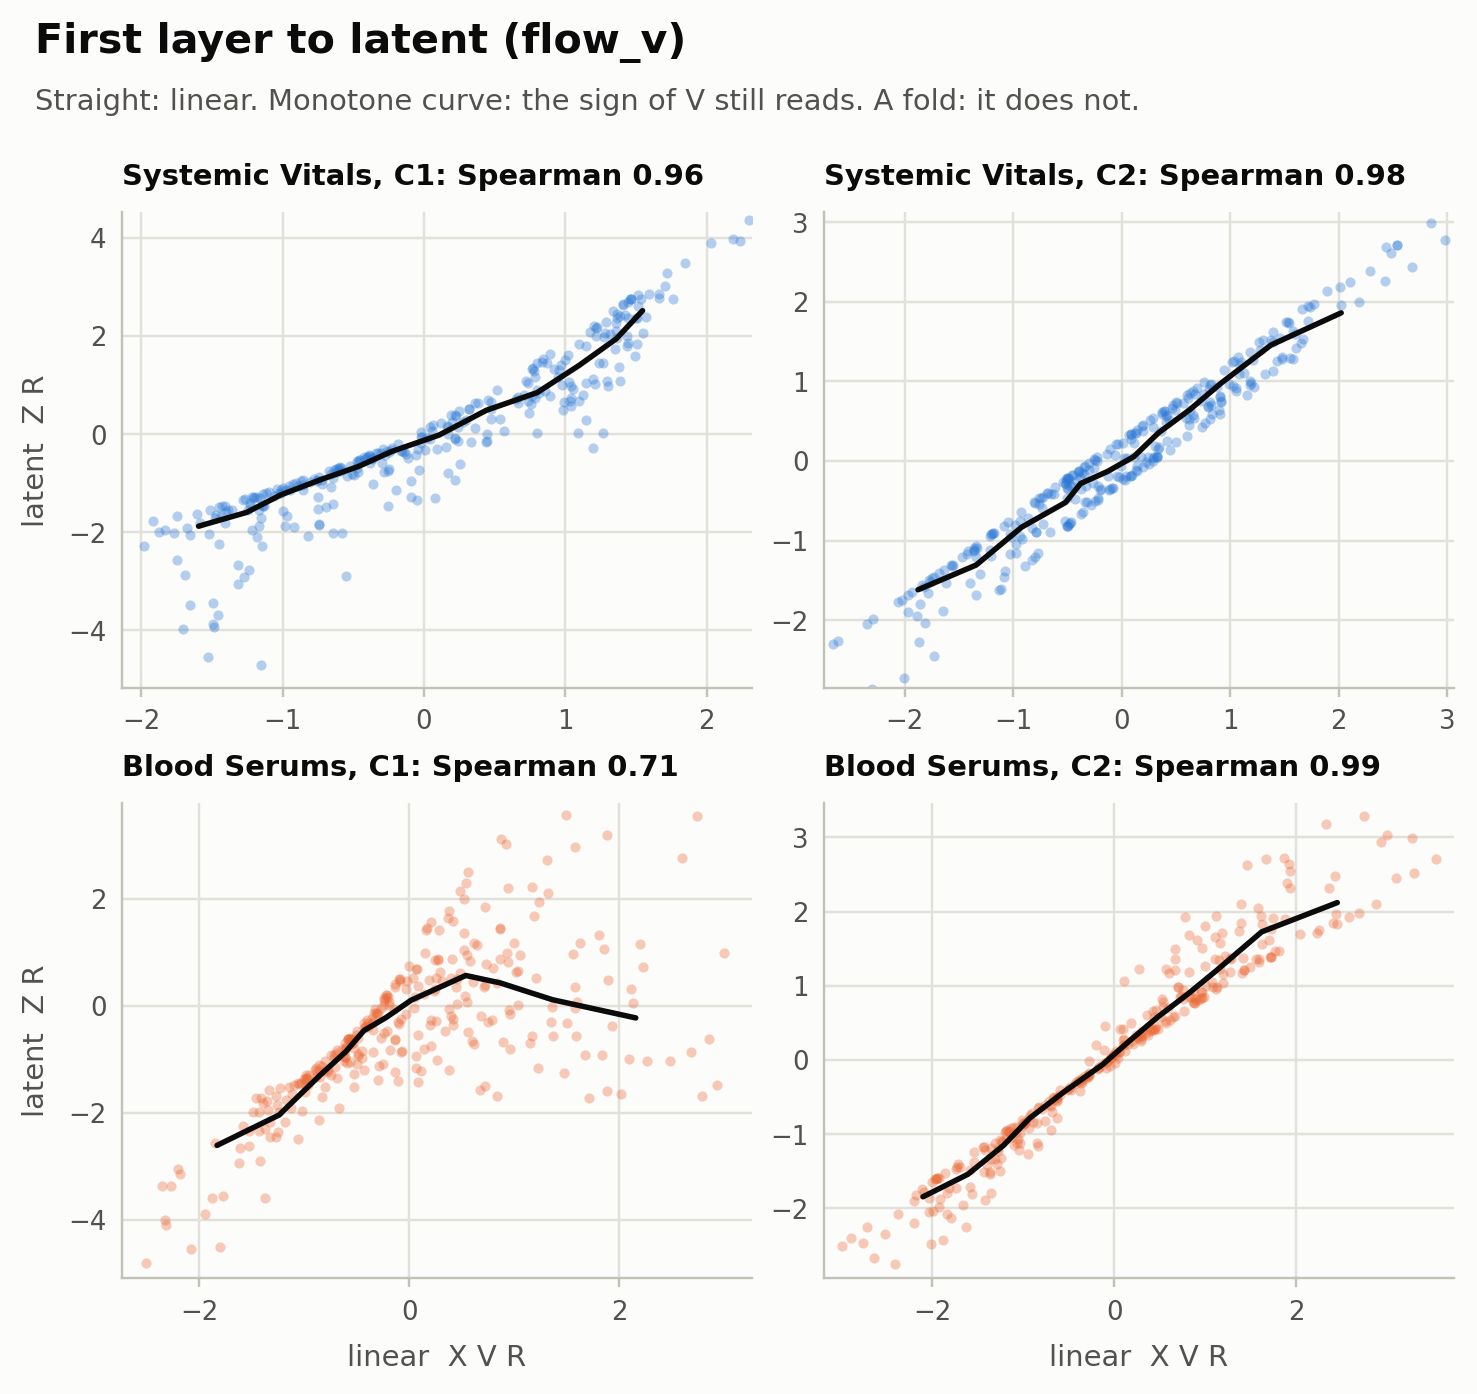 First layer to latent (flow_v)
Straight: linear. Monotone curve: the sign of V still reads. A fold: it does not.
Systemic Vitals, C1: Spearman 0.96
Systemic Vitals, C2: Spearman 0.98
4
2
0
−2
−4
latent Z R
−2 −1 0 1 2
3
2
1
0
−1
−2
−2 −1 0 1 2 3
Blood Serums, C1: Spearman 0.71
Blood Serums, C2: Spearman 0.99
2
0
−2
−4
latent Z R
−2 0 2
linear X V R
3
2
1
0
−1
−2
−2 0 2
linear X V R